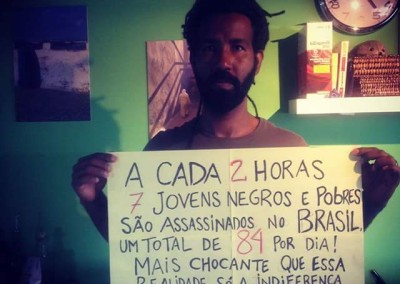 A CADA 2 HORAS
7 JOVENS NEGROS E POBRES
SÃO ASSASSINADOS NO BRASIL,
UM TOTAL DE 84 POR DIA!
MAIS CHOCANTE QUE ESSA
REALIDADE SÓ A INDIFERENÇA